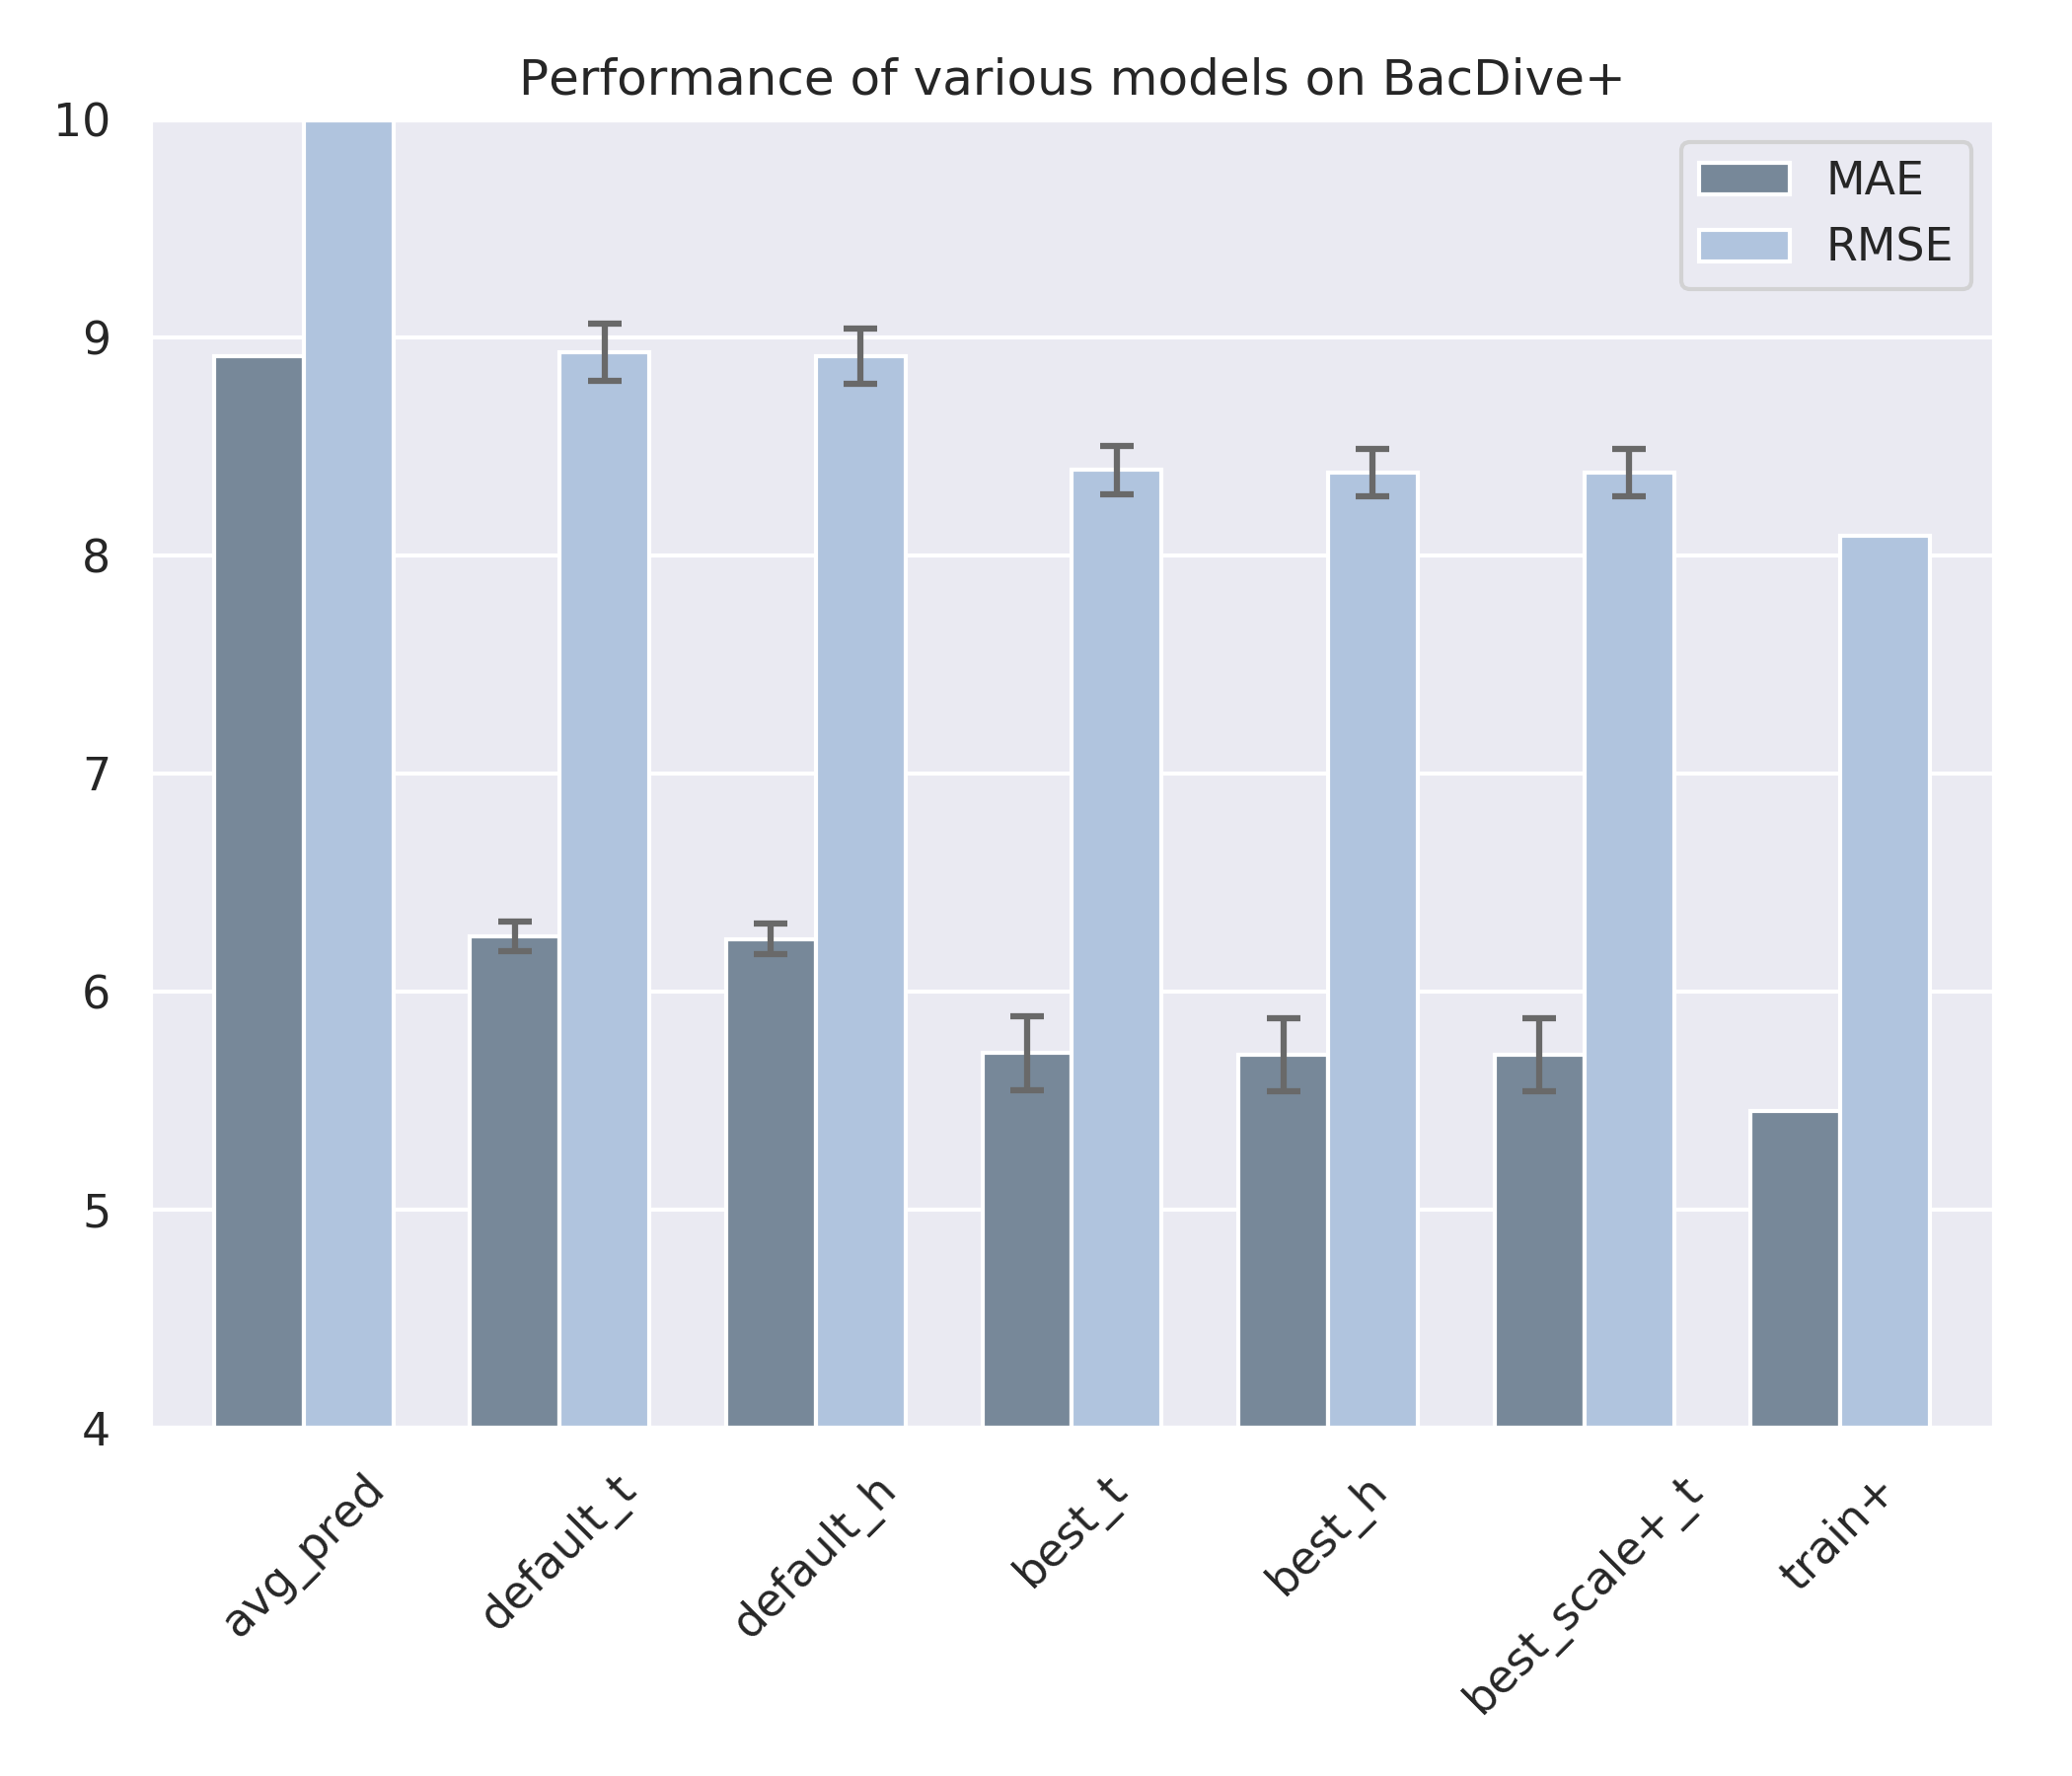 Performance of various models on BacDive+
10
9
8
7
6
5
4
MAE
RMSE
avg_pred
default_t
default_h
best_t
best_h
best_scale+_t
train+